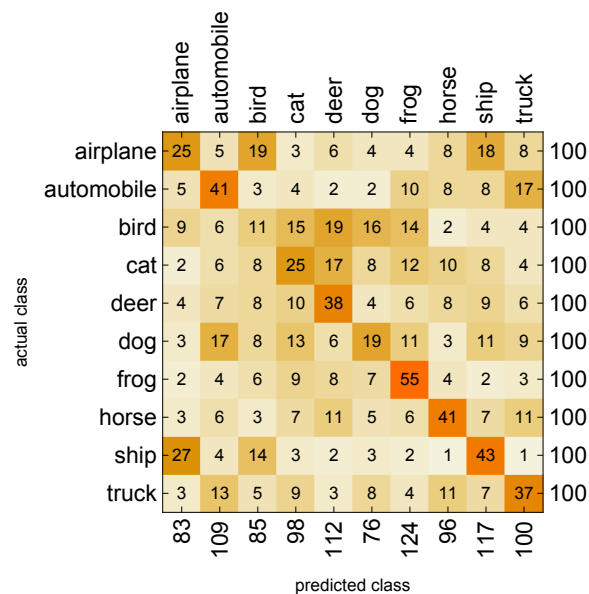 airplane automobile bird cat deer dog frog horse ship truck
airplane 25 5 19 3 6 4 4 8 18 8 100
automobile 5 41 3 4 2 2 10 8 8 17 100
bird 9 6 11 15 19 16 14 2 4 4 100
cat 2 6 8 25 17 8 12 10 8 4 100
deer 4 7 8 10 38 4 6 8 9 6 100
dog 3 17 8 13 6 19 11 3 11 9 100
frog 2 4 6 9 8 7 55 4 2 3 100
horse 3 6 3 7 11 5 6 41 7 11 100
ship 27 4 14 3 2 3 2 1 43 1 100
truck 3 13 5 9 3 8 4 11 7 37 100
83 109 85 98 112 76 124 96 117 100
actual class
predicted class